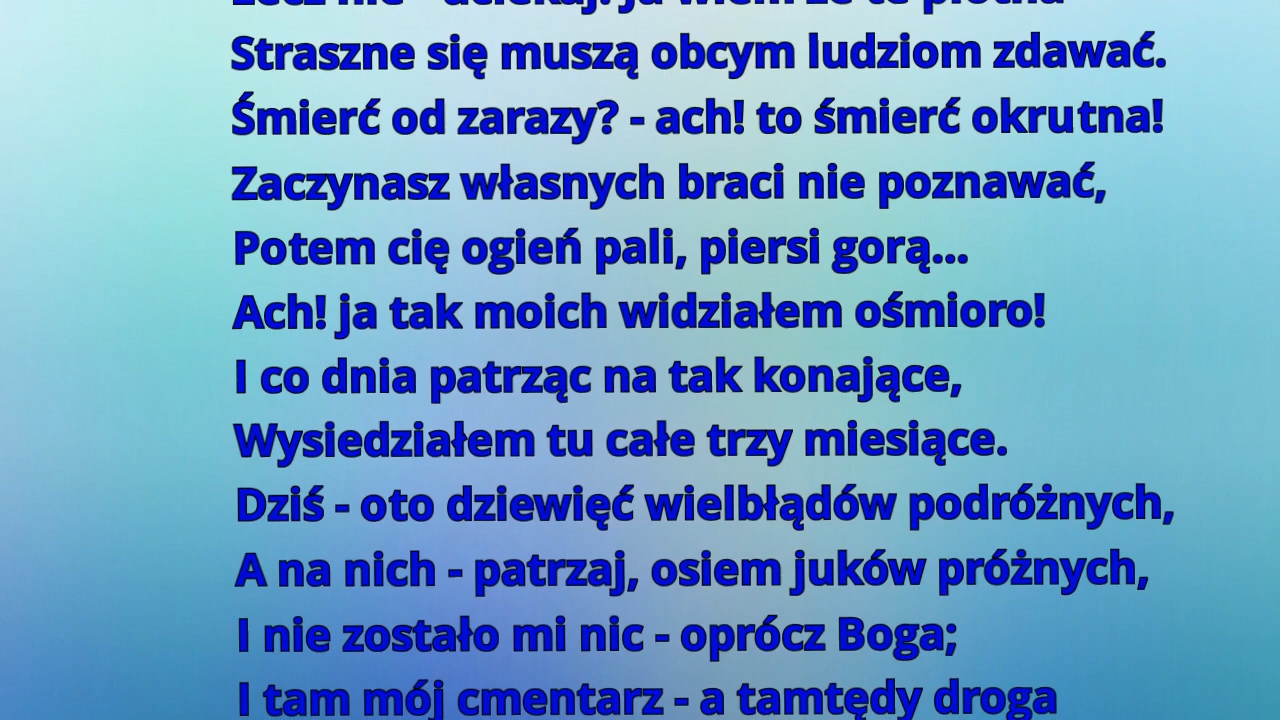 Straszne się muszą obcym ludziom zdawać.
Śmierć od zarazy? - ach! to śmierć okrutna!
Zaczynasz własnych braci nie poznawać,
Potem cię ogień pali, piersi gorą...
Ach! ja tak moich widziałem ośmioro!
I co dnia patrząc na tak konające,
Wysiedziałem tu całe trzy miesiące.
Dziś - oto dziewięć wielbłądów podróżnych,
A na nich - patrzaj, osiem juków próżnych,
I nie zostało mi nic - oprócz Boga;
I tam mój cmentarz - a tamtędy droga